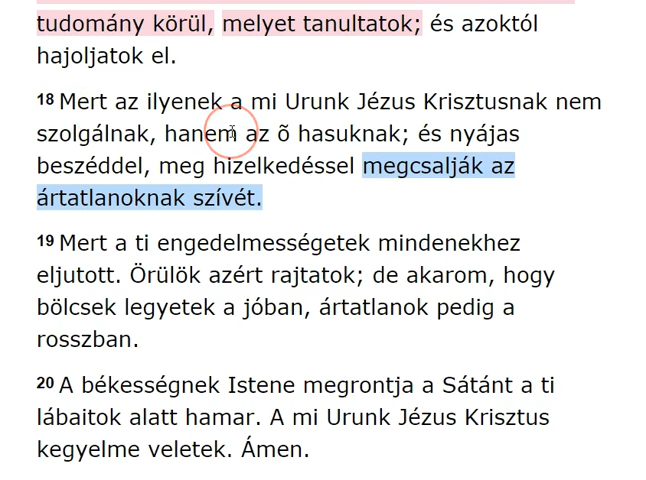 tudomány körül, melyet tanultatok; és azoktól
hajoljatok el.
18 Mert az ilyenek a mi Urunk Jézus Krisztusnak nem
szolgálnak, hanem az õ hasuknak; és nyájas
beszéddel, meg hizelkedéssel megcsalják az
ártatlanoknak szívét.
19 Mert a ti engedelmességetek mindenekhez
eljutott. Örülök azért rajtatok; de akarom, hogy
bölcsek legyetek a jóban, ártatlanok pedig a
rosszban.
20 A békességnek Istene megrontja a Sátánt a ti
lábaitok alatt hamar. A mi Urunk Jézus Krisztus
kegyelme veletek. Ámen.